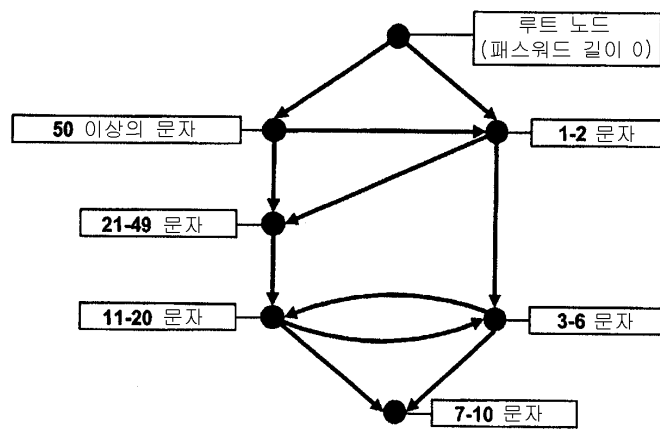 루트 노드
(패스워드 길이 0)
50 이상의 문자
1-2 문자
21-49 문자
11-20 문자
3-6 문자
7-10 문자